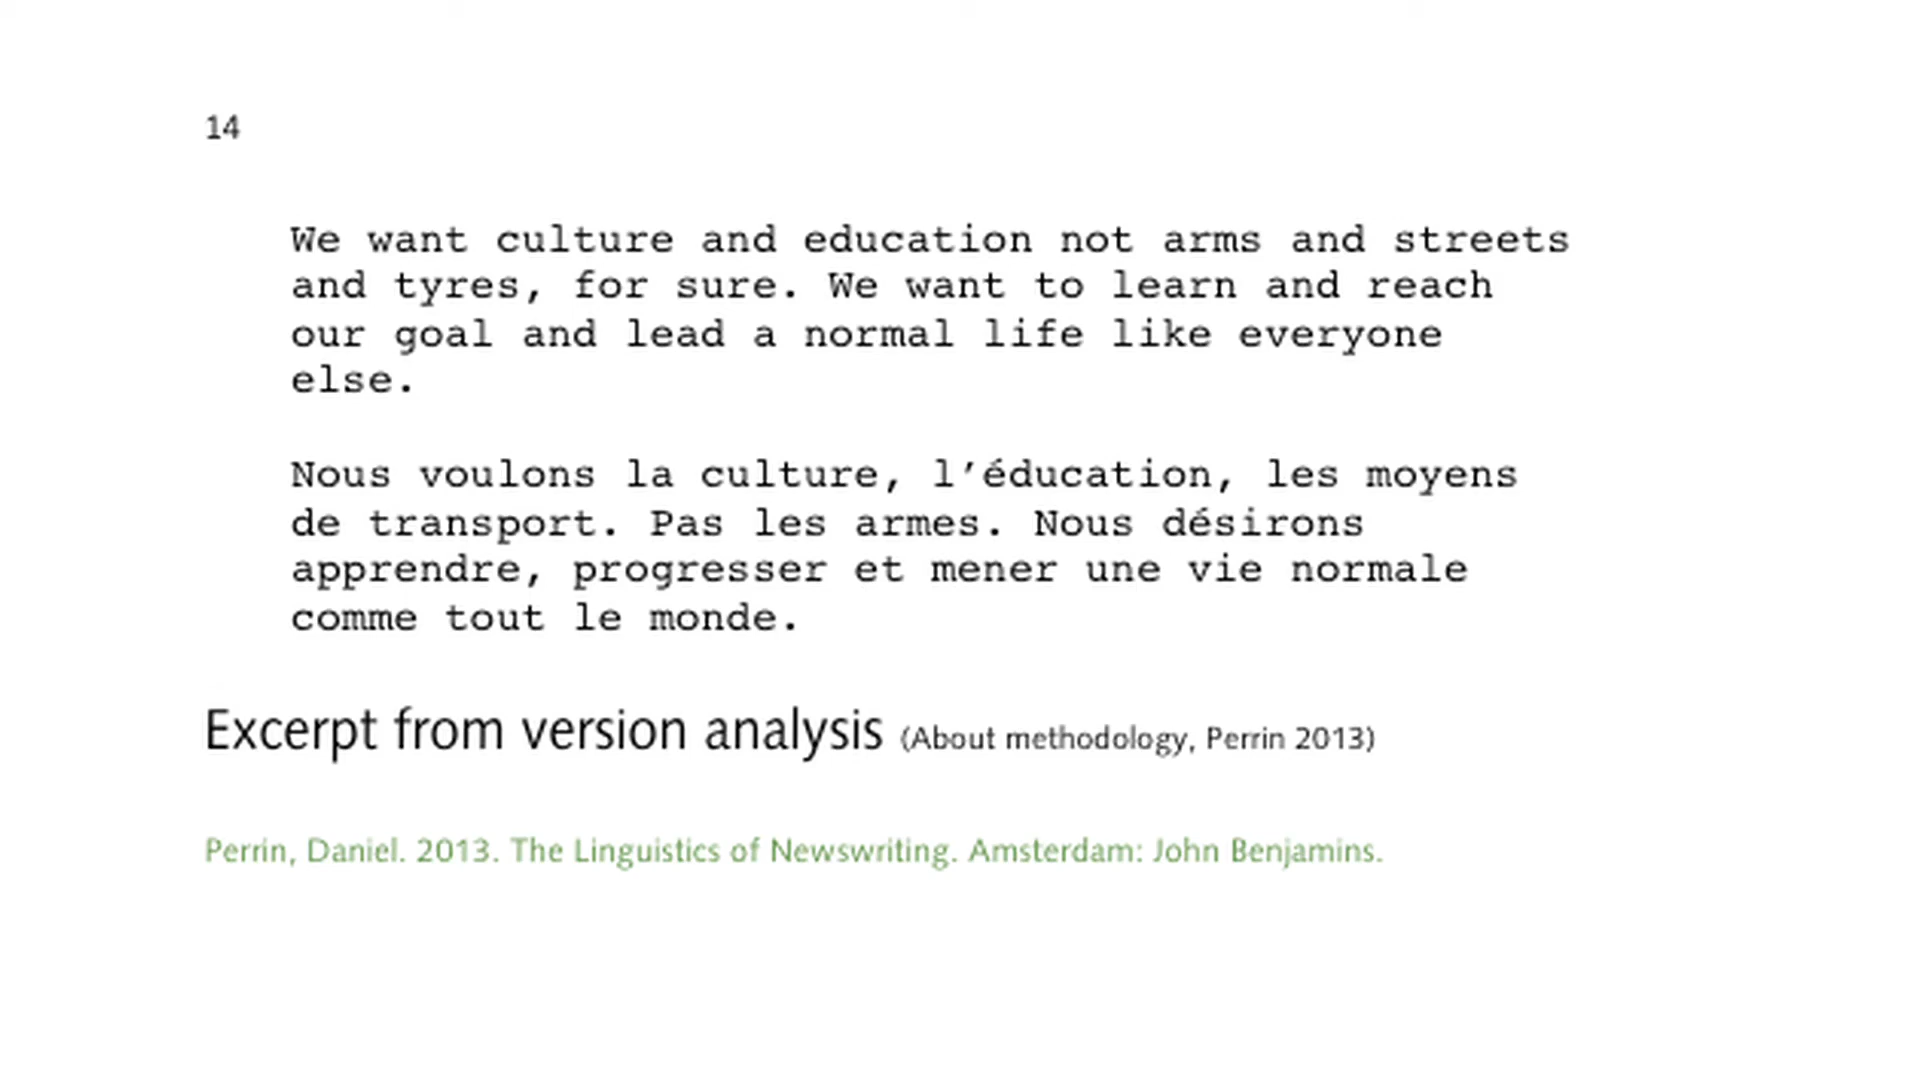 14
We want culture and education not arms and streets
and tyres, for sure. We want to learn and reach
our goal and lead a normal life like everyone
else.
Nous voulons la culture, l’éducation, les moyens
de transport. Pas les armes. Nous désirons
apprendre, progresser et mener une vie normale
comme tout le monde.
Excerpt from version analysis (About methodology, Perrin 2013)
Perrin, Daniel. 2013. The Linguistics of Newswriting. Amsterdam: John Benjamins.